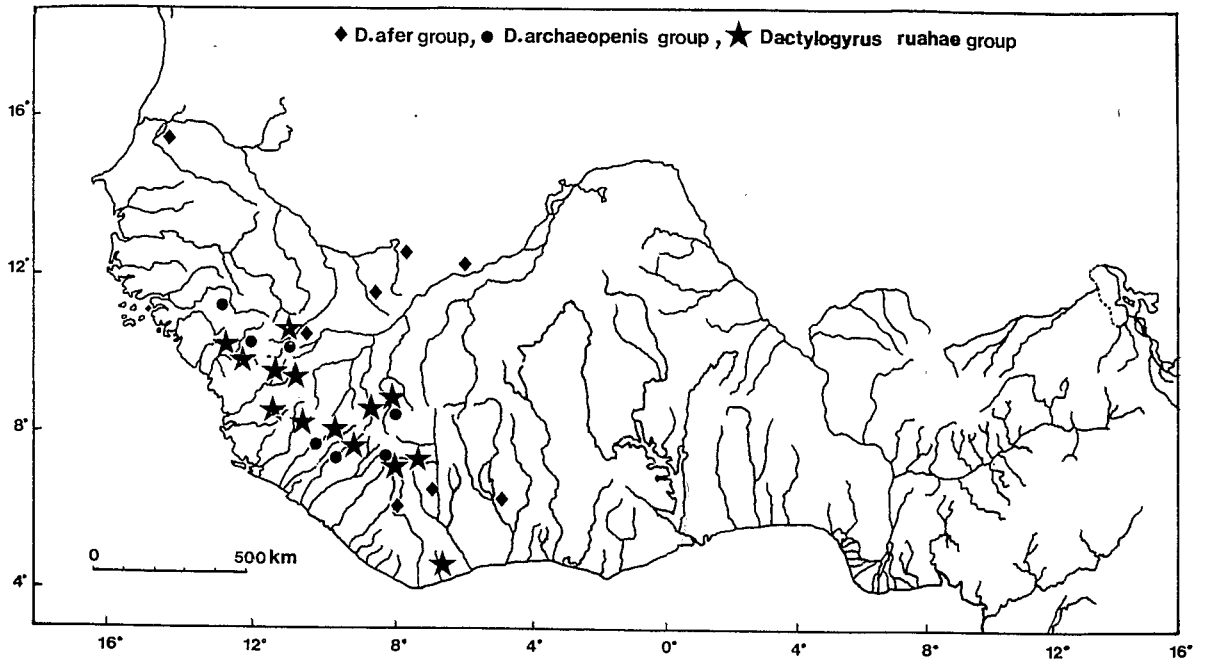 ◆ D.afer group, ● D.archaeopenis group, ★ Dactylogyrus ruahae group
16°
12°
8°
4°
0 500 km
16° 12° 8° 4° 0° 4° 8° 12° 16°